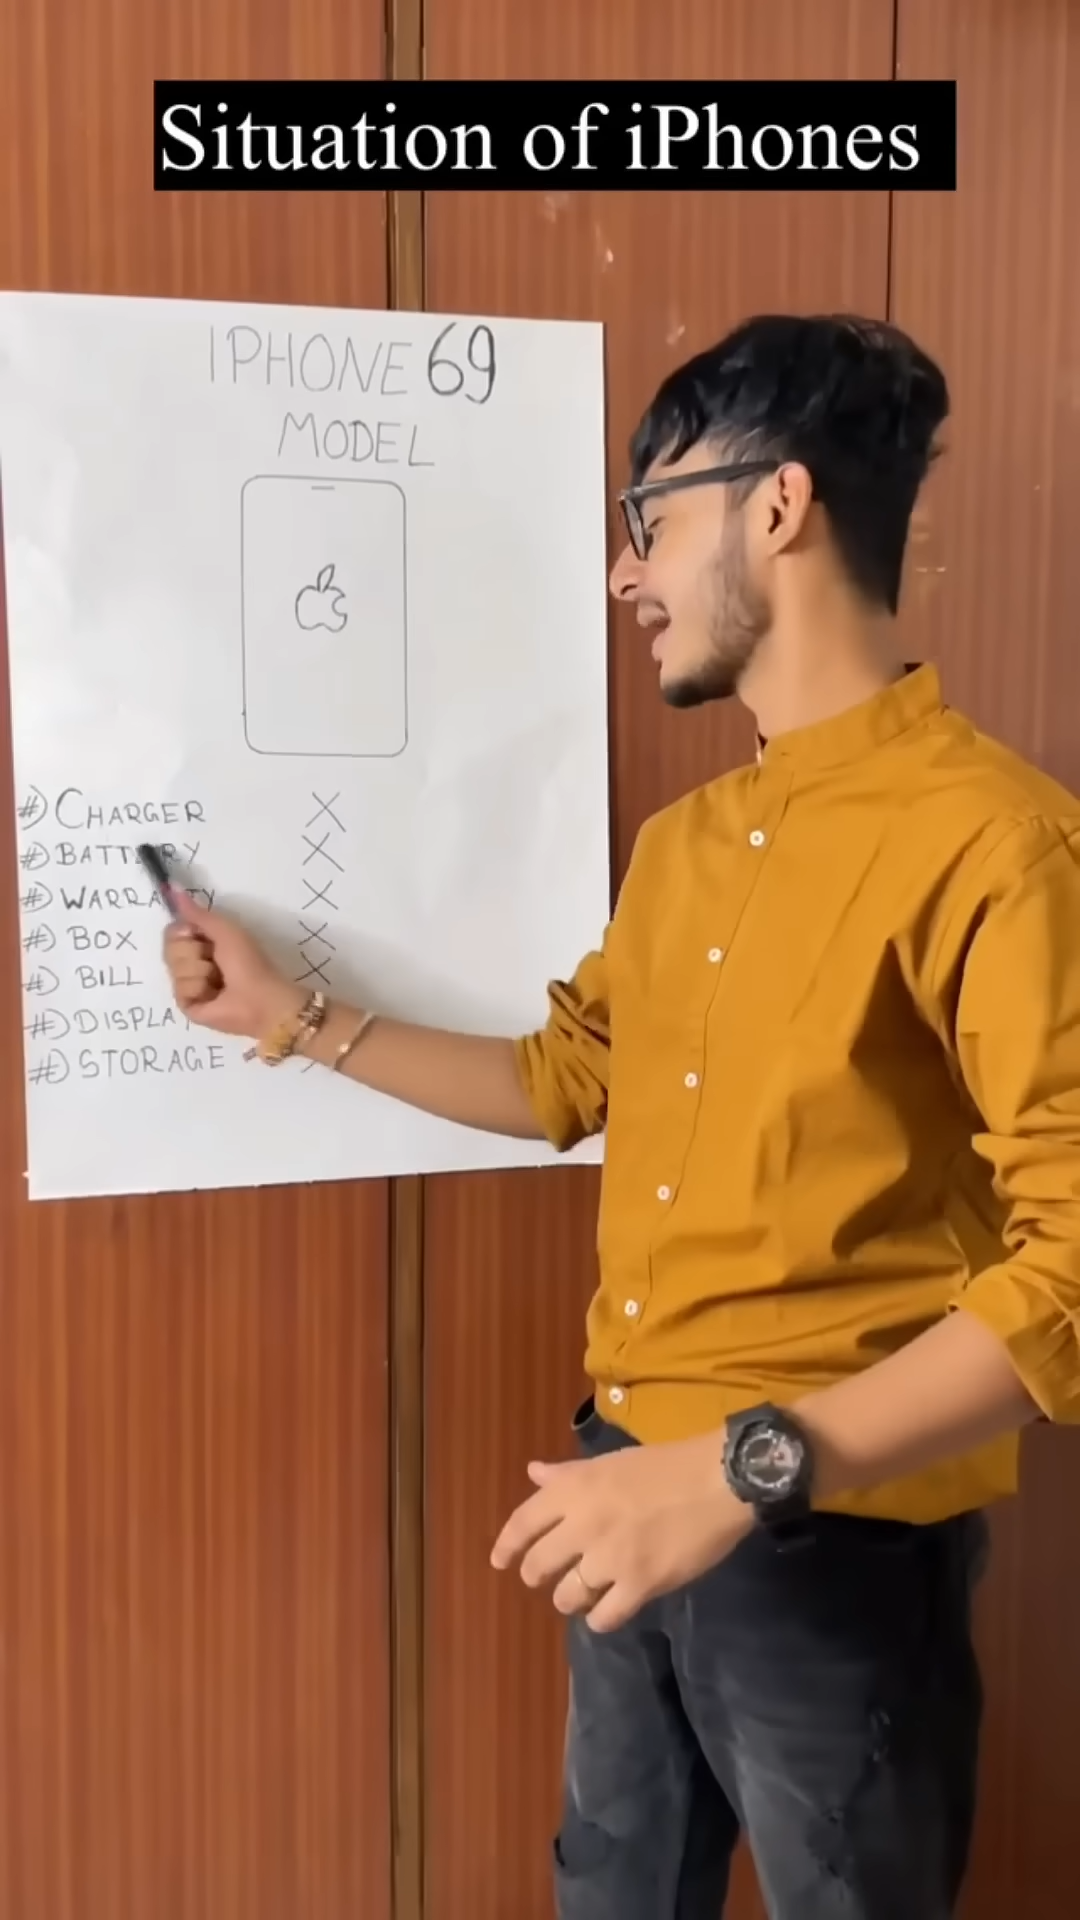 Situation of iPhones
IPHONE 69
MODEL
#) CHARGER X
#) BATTERY X
#) WARRANTY X
#) BOX X
#) BILL X
#) DISPLAY
#) STORAGE X